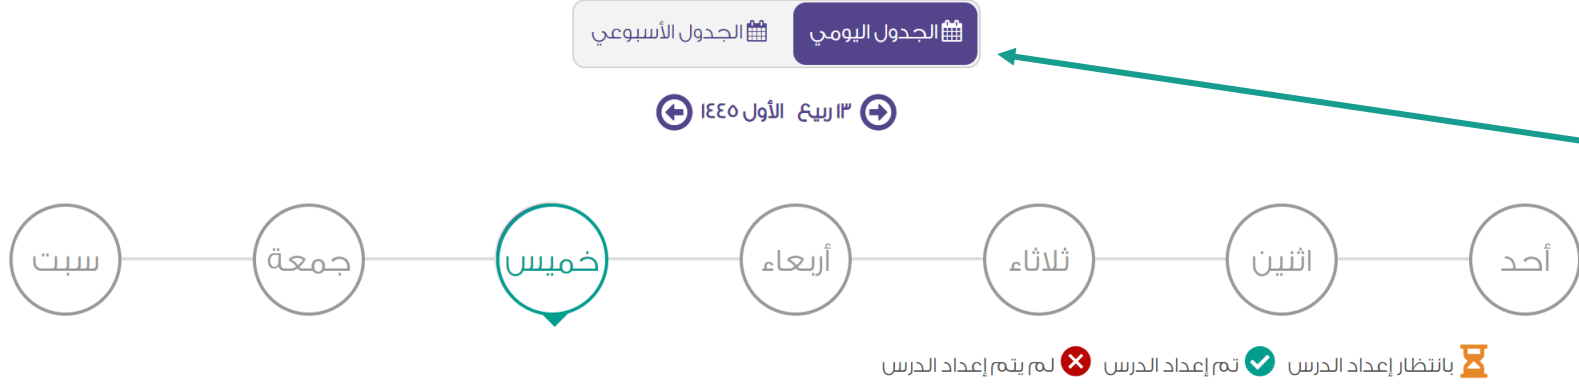 الجدول اليومي الجدول الأسبوعي
١٣ ربيع الأول ١٤٤٥
أحد اثنين ثلاثاء أربعاء خميس جمعة سبت
بانتظار إعداد الدرس تم إعداد الدرس لم يتم إعداد الدرس